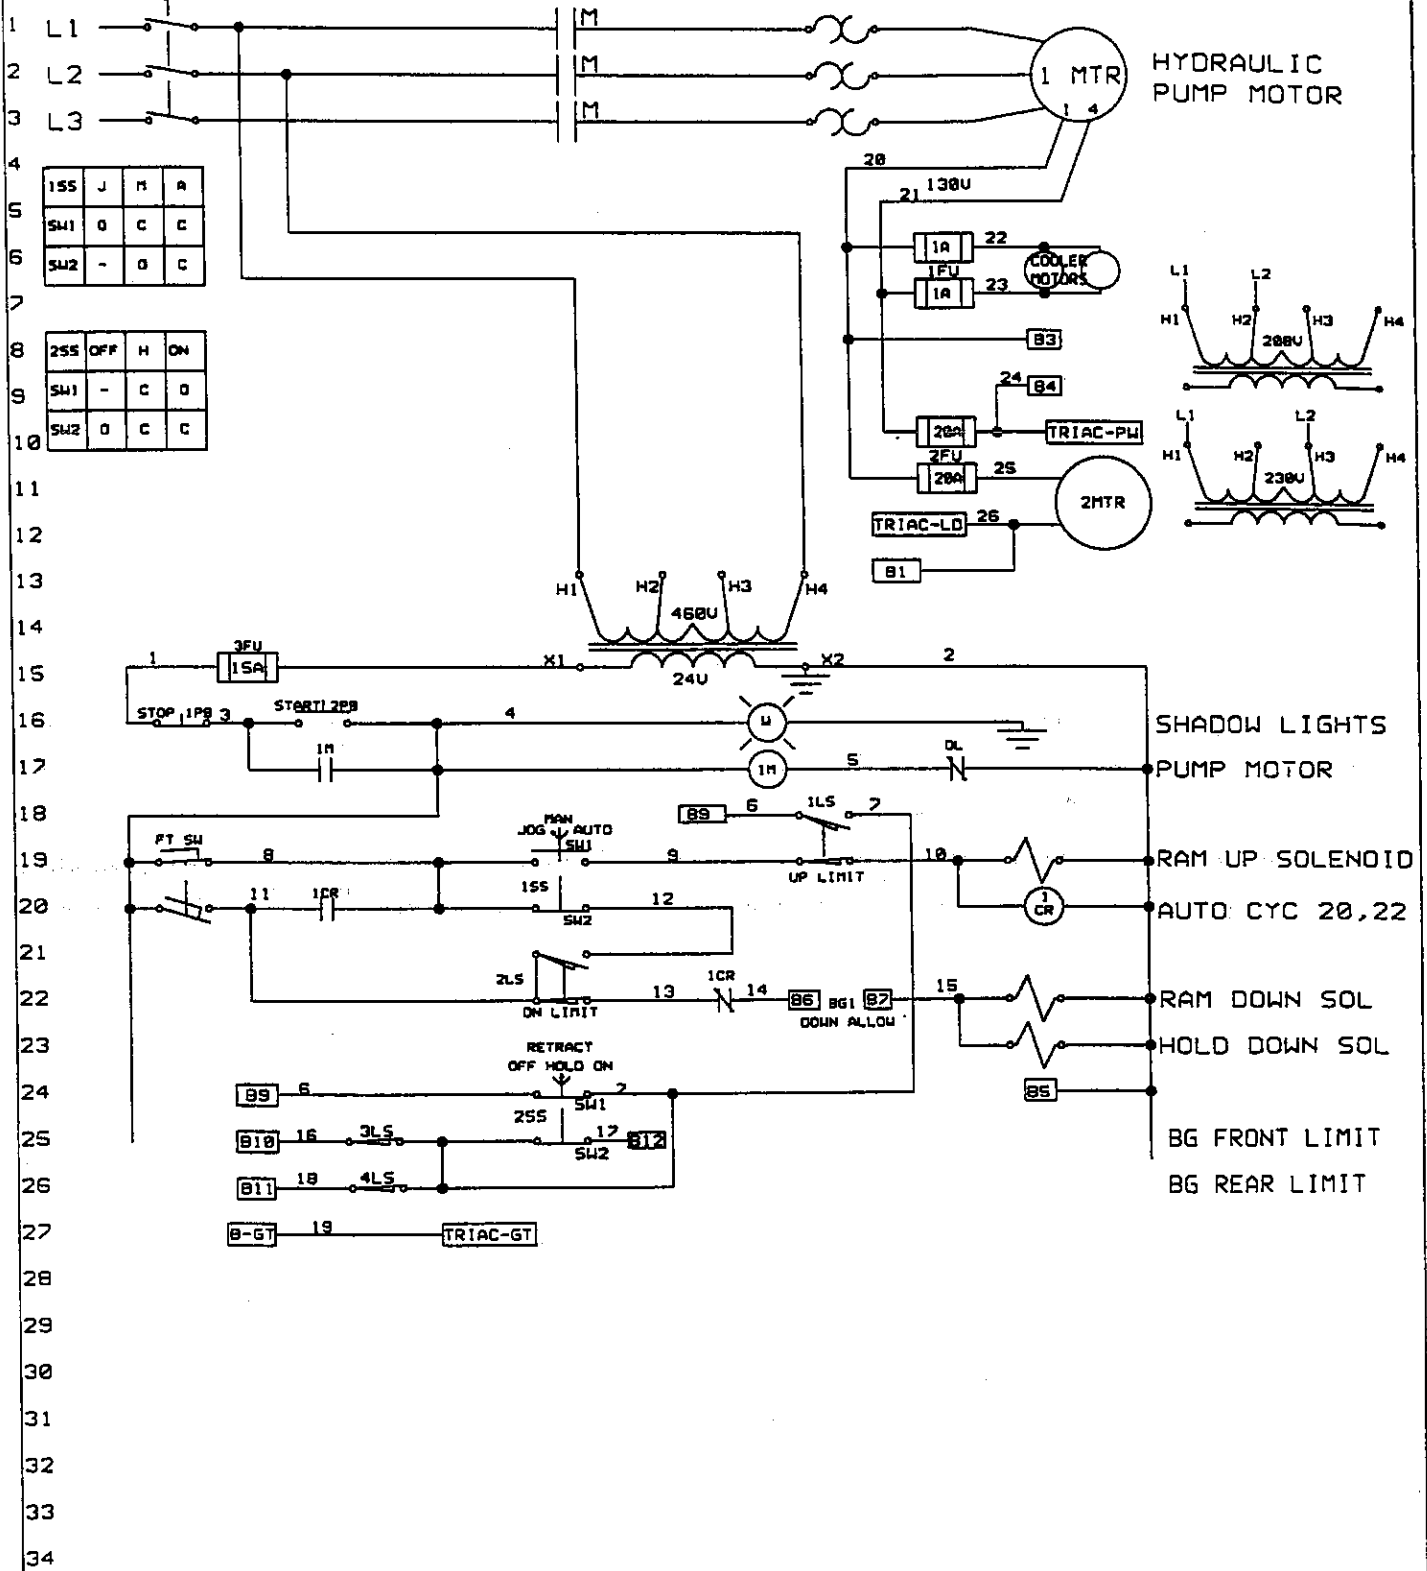 1 L1 M
HYDRAULIC
PUMP MOTOR
2 L2 M 1 MTR
3 L3 M 1 4
4 20
1SS J M A
21 130V
5 SW1 O C C
6 SW2 - O C
1A 22
COOLER
MOTORS
1FU
1A 23
7
L1 L2
H1 H2 H3 H4
208V
8 2SS OFF H ON
B3
9 SW1 - C O
24 B4
10 SW2 O C C
20A TRIAC-PW
2FU
20A 25
L1 L2
H1 H2 H3 H4
230V
11
2MTR
12
TRIAC-LD 26
13
B1
H1 H2 H3 H4
460V
14
15 1 3FU
15A X1 X2 2
24V
16 STOP 1PB 3 START 2PB 4 W SHADOW LIGHTS
17 1M 1M 5 OL PUMP MOTOR
18 B9 6 1LS 7
MAN
JOG AUTO
19 FT SW 8 SW1 9 UP LIMIT 10 RAM UP SOLENOID
20 11 1CR 1SS SW2 12 1 CR AUTO CYC 20,22
21
2LS
22 DN LIMIT 13 1CR 14 B6 BG1 B7 15 RAM DOWN SOL
DOWN ALLOW
23 HOLD DOWN SOL
RETRACT
OFF HOLD ON
24 B9 6 SW1 7 B5
2SS
25 B10 16 3LS SW2 17 B12 BG FRONT LIMIT
26 B11 18 4LS BG REAR LIMIT
27 B-GT 19 TRIAC-GT
28
29
30
31
32
33
34